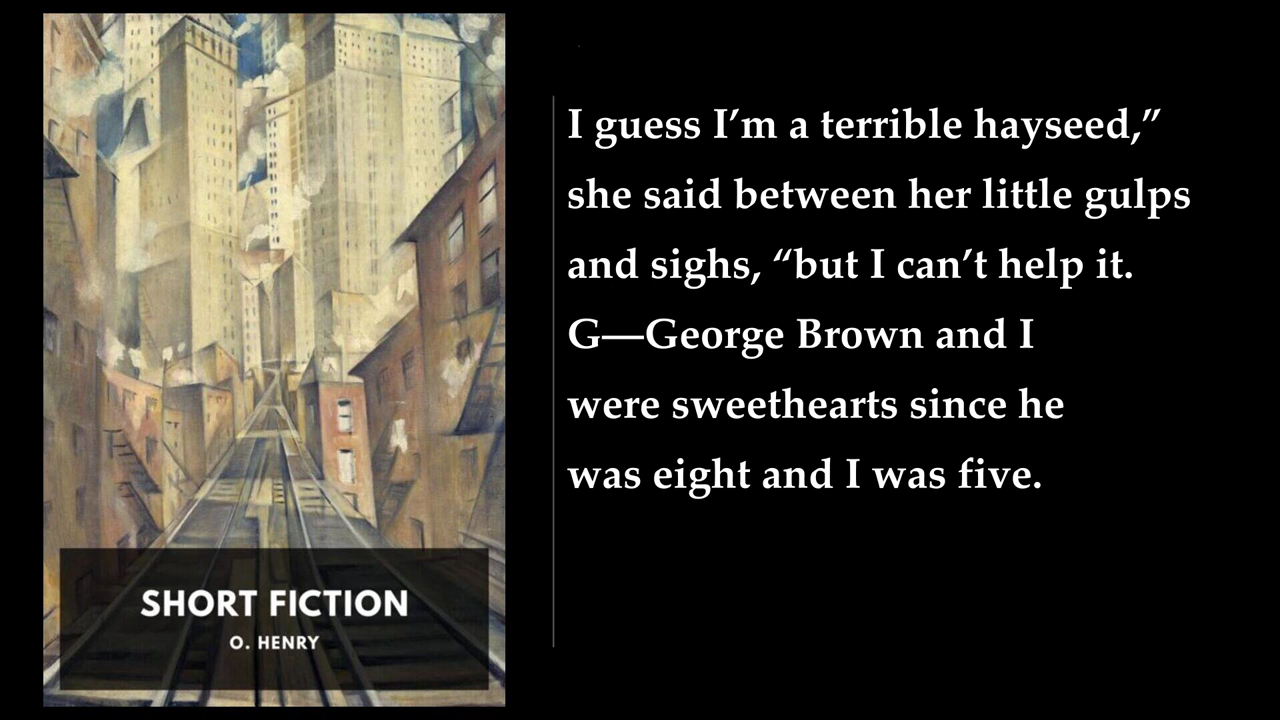 I guess I’m a terrible hayseed,”
she said between her little gulps
and sighs, “but I can’t help it.
G—George Brown and I
were sweethearts since he
was eight and I was five.
SHORT FICTION
O. HENRY